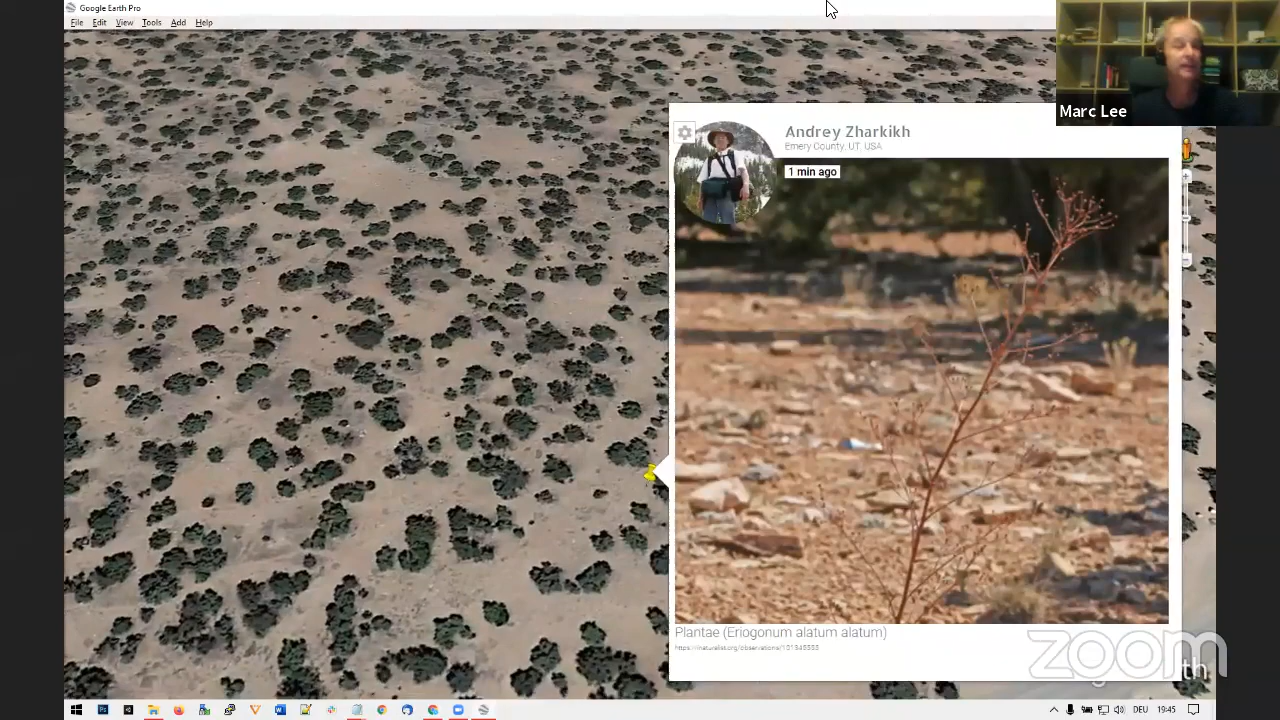 Google Earth Pro
File Edit View Tools Add Help
Marc Lee
Andrey Zharkikh
Emery County, UT, USA
1 min ago
Plantae (Eriogonum alatum alatum)
zoom
DEU 19:45